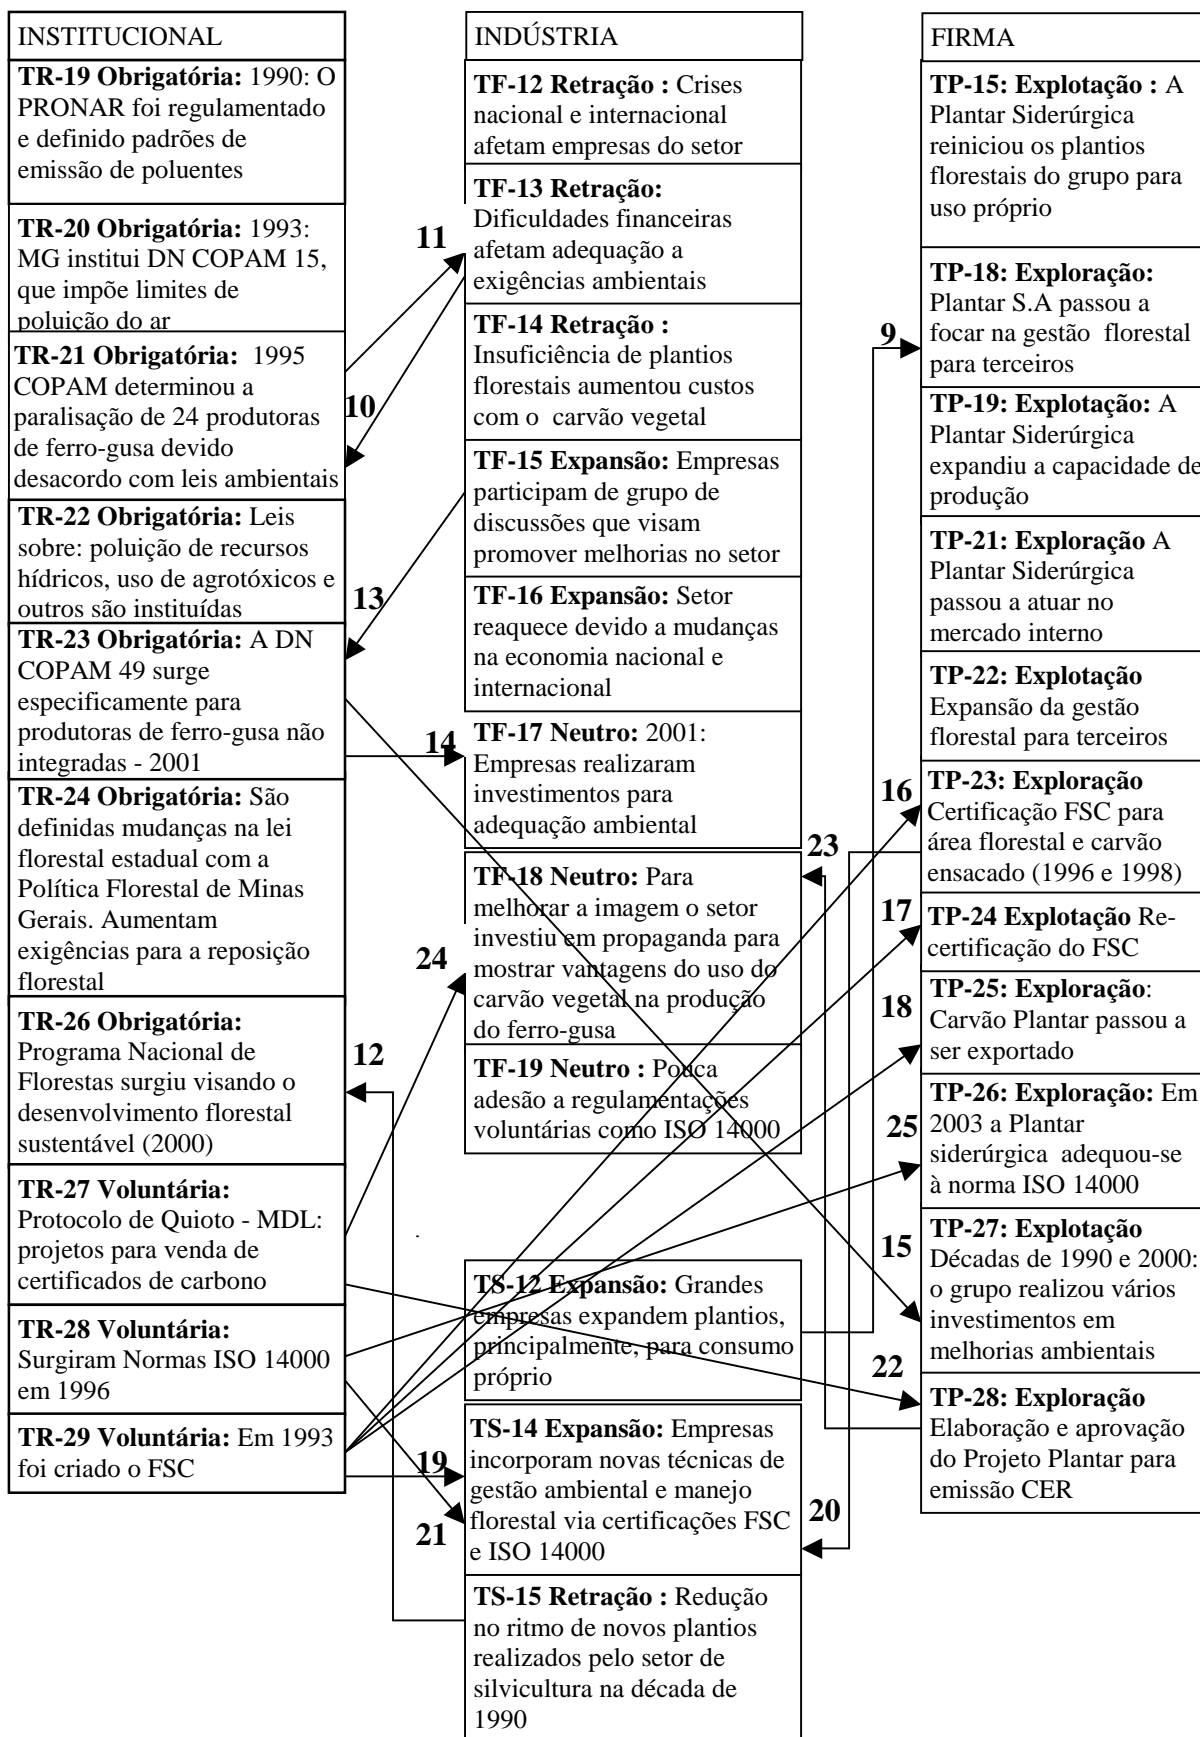 INSTITUCIONAL
TR-19 Obrigatória: 1990: O
PRONAR foi regulamentado
e definido padrões de
emissão de poluentes
TR-20 Obrigatória: 1993:
MG institui DN COPAM 15,
que impõe limites de
poluição do ar
TR-21 Obrigatória: 1995
COPAM determinou a
paralisação de 24 produtoras
de ferro-gusa devido
desacordo com leis ambientais
TR-22 Obrigatória: Leis
sobre: poluição de recursos
hídricos, uso de agrotóxicos e
outros são instituídas
TR-23 Obrigatória: A DN
COPAM 49 surge
especificamente para
produtoras de ferro-gusa não
integradas - 2001
TR-24 Obrigatória: São
definidas mudanças na lei
florestal estadual com a
Política Florestal de Minas
Gerais. Aumentam
exigências para a reposição
florestal
TR-26 Obrigatória:
Programa Nacional de
Florestas surgiu visando o
desenvolvimento florestal
sustentável (2000)
TR-27 Voluntária:
Protocolo de Quioto - MDL:
projetos para venda de
certificados de carbono
TR-28 Voluntária:
Surgiram Normas ISO 14000
em 1996
TR-29 Voluntária: Em 1993
foi criado o FSC
11
10
13
14
24
12
19
21
INDÚSTRIA
TF-12 Retração : Crises
nacional e internacional
afetam empresas do setor
TF-13 Retração:
Dificuldades financeiras
afetam adequação a
exigências ambientais
TF-14 Retração :
Insuficiência de plantios
florestais aumentou custos
com o carvão vegetal
TF-15 Expansão: Empresas
participam de grupo de
discussões que visam
promover melhorias no setor
TF-16 Expansão: Setor
reaquece devido a mudanças
na economia nacional e
internacional
TF-17 Neutro: 2001:
Empresas realizaram
investimentos para
adequação ambiental
TF-18 Neutro: Para
melhorar a imagem o setor
investiu em propaganda para
mostrar vantagens do uso do
carvão vegetal na produção
do ferro-gusa
TF-19 Neutro : Pouca
adesão a regulamentações
voluntárias como ISO 14000
TS-12 Expansão: Grandes
empresas expandem plantios,
principalmente, para consumo
próprio
TS-14 Expansão: Empresas
incorporam novas técnicas de
gestão ambiental e manejo
florestal via certificações FSC
e ISO 14000
TS-15 Retração : Redução
no ritmo de novos plantios
realizados pelo setor de
silvicultura na década de
1990
9
16
23
17
18
25
15
22
20
FIRMA
TP-15: Explotação : A
Plantar Siderúrgica
reiniciou os plantios
florestais do grupo para
uso próprio
TP-18: Exploração:
Plantar S.A passou a
focar na gestão florestal
para terceiros
TP-19: Explotação: A
Plantar Siderúrgica
expandiu a capacidade de
produção
TP-21: Exploração A
Plantar Siderúrgica
passou a atuar no
mercado interno
TP-22: Explotação
Expansão da gestão
florestal para terceiros
TP-23: Exploração
Certificação FSC para
área florestal e carvão
ensacado (1996 e 1998)
TP-24 Explotação Re-
certificação do FSC
TP-25: Exploração:
Carvão Plantar passou a
ser exportado
TP-26: Exploração: Em
2003 a Plantar
siderúrgica adequou-se
à norma ISO 14000
TP-27: Explotação
Décadas de 1990 e 2000:
o grupo realizou vários
investimentos em
melhorias ambientais
TP-28: Exploração
Elaboração e aprovação
do Projeto Plantar para
emissão CER